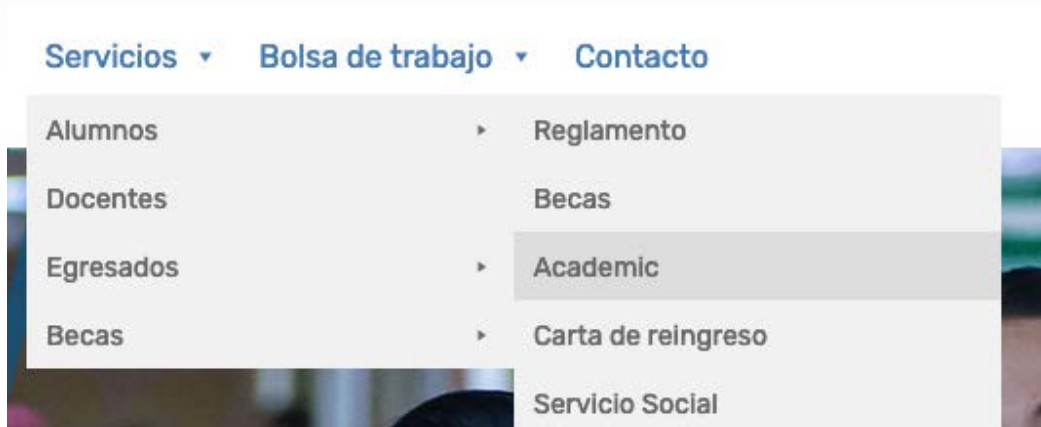 Servicios Bolsa de trabajo Contacto
Alumnos
Docentes
Egresados
Becas
Reglamento
Becas
Academic
Carta de reingreso
Servicio Social